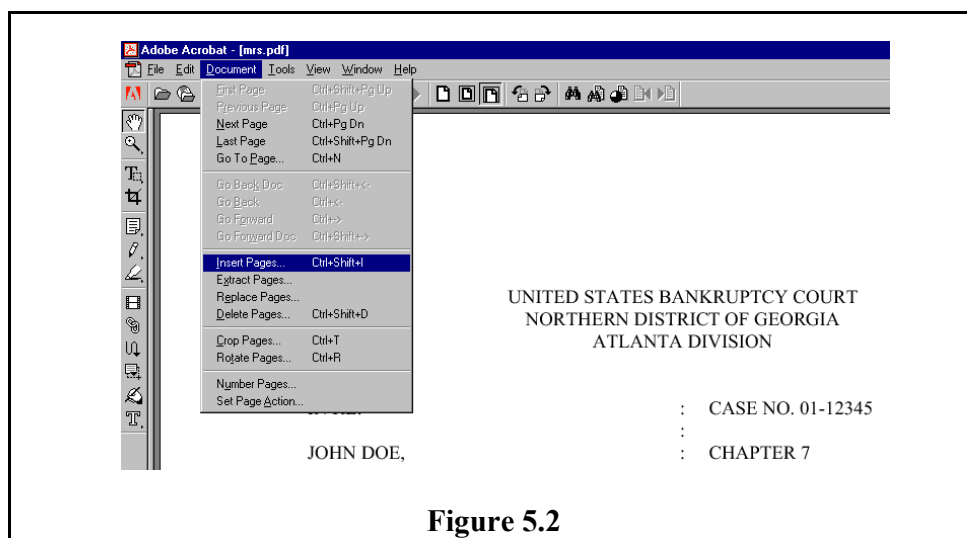 Adobe Acrobat - [mrs.pdf]
File Edit Document Tools View Window Help
First Page Ctrl+Shift+Pg Up
Previous Page Ctrl+Pg Up
Next Page Ctrl+Pg Dn
Last Page Ctrl+Shift+Pg Dn
Go To Page... Ctrl+N
Go Back Doc Ctrl+Shift+<-
Go Back Ctrl+<-
Go Forward Ctrl+->
Go Forward Doc Ctrl+Shift+->
Insert Pages... Ctrl+Shift+I
Extract Pages...
Replace Pages...
Delete Pages... Ctrl+Shift+D
Crop Pages... Ctrl+T
Rotate Pages... Ctrl+R
Number Pages...
Set Page Action...
UNITED STATES BANKRUPTCY COURT
NORTHERN DISTRICT OF GEORGIA
ATLANTA DIVISION
: CASE NO. 01-12345
:
JOHN DOE, : CHAPTER 7
Figure 5.2